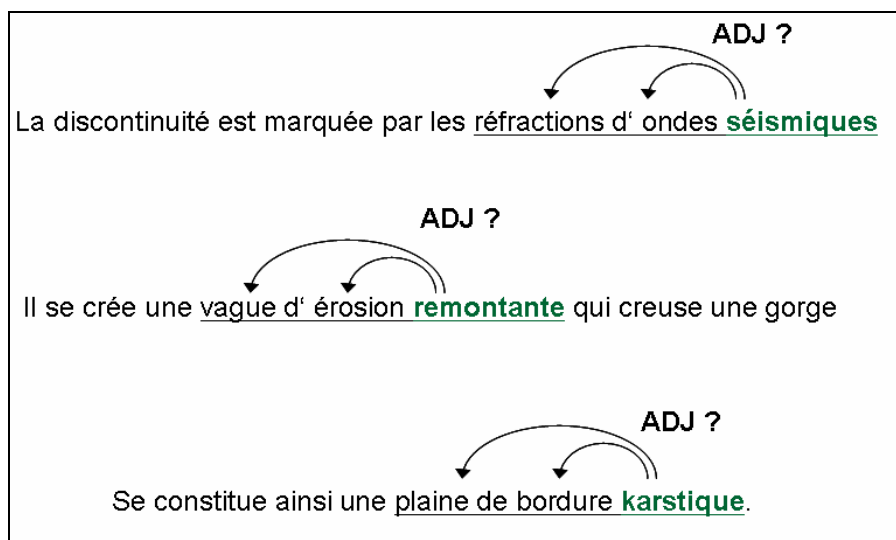 ADJ ?
La discontinuité est marquée par les réfractions d‘ ondes séismiques
ADJ ?
Il se crée une vague d‘ érosion remontante qui creuse une gorge
ADJ ?
Se constitue ainsi une plaine de bordure karstique.